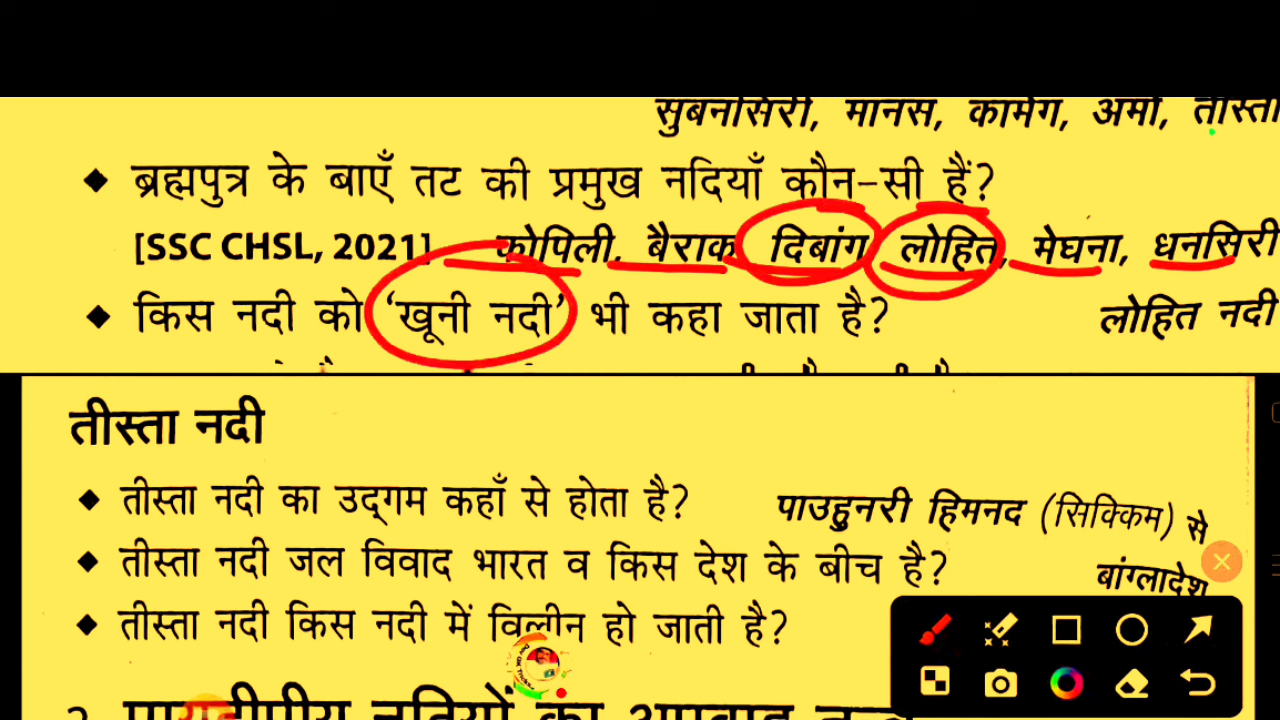 सुबनसिरी, मानस, कामेंग, अमो, तीस्ता
◆ ब्रह्मपुत्र के बाएँ तट की प्रमुख नदियाँ कौन-सी हैं?
[SSC CHSL, 2021] कोपिली, बैराक, दिबांग, लोहित, मेघना, धनसिरी
◆ किस नदी को ‘खूनी नदी’ भी कहा जाता है? लोहित नदी
तीस्ता नदी
◆ तीस्ता नदी का उद्गम कहाँ से होता है? पाउहुनरी हिमनद (सिक्किम) से
◆ तीस्ता नदी जल विवाद भारत व किस देश के बीच है? बांग्लादेश
◆ तीस्ता नदी किस नदी में विलीन हो जाती है?
नदियों का